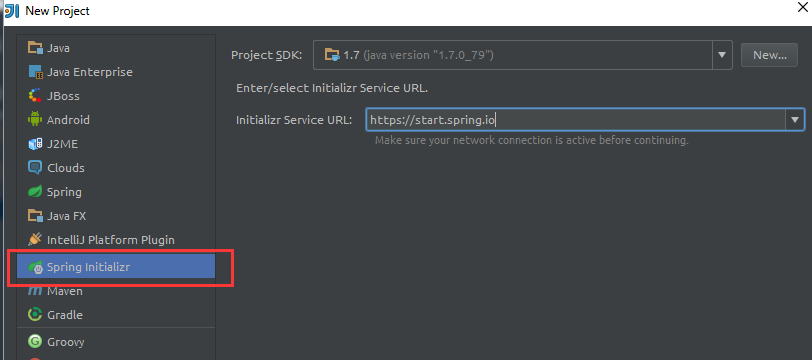 New Project
Java
Java Enterprise
JBoss
Android
J2ME
Clouds
Spring
Java FX
IntelliJ Platform Plugin
Spring Initializr
Maven
Gradle
Groovy
Project SDK: 1.7 (java version "1.7.0_79") New...
Enter/select Initializr Service URL.
Initializr Service URL: https://start.spring.io
Make sure your network connection is active before continuing.